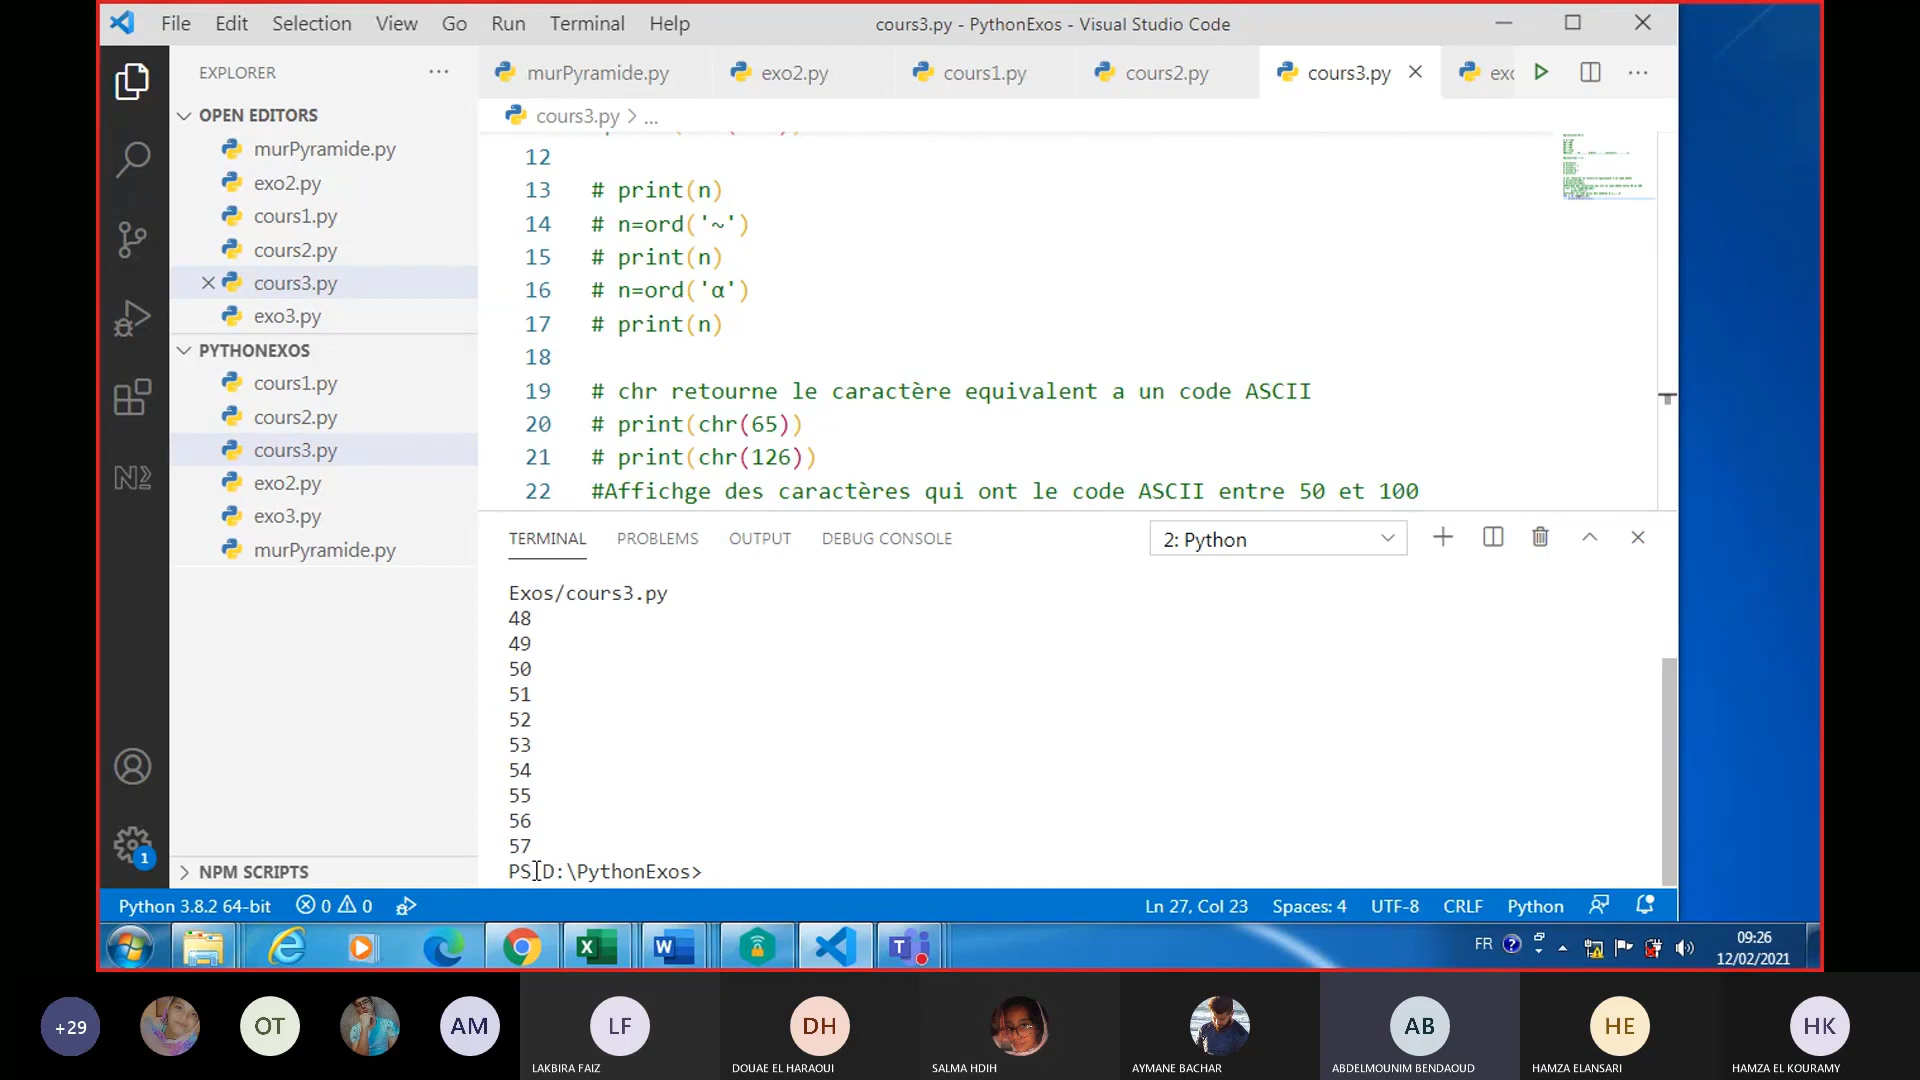 File Edit Selection View Go Run Terminal Help
cours3.py - PythonExos - Visual Studio Code
EXPLORER
murPyramide.py
exo2.py
cours1.py
cours2.py
cours3.py
OPEN EDITORS
murPyramide.py
exo2.py
cours1.py
cours2.py
cours3.py
exo3.py
PYTHONEXOS
cours1.py
cours2.py
cours3.py
exo2.py
exo3.py
murPyramide.py
NPM SCRIPTS
cours3.py > ...
12
13 # print(n)
14 # n=ord('~')
15 # print(n)
16 # n=ord('α')
17 # print(n)
18
19 # chr retourne le caractère equivalent a un code ASCII
20 # print(chr(65))
21 # print(chr(126))
22 #Affichge des caractères qui ont le code ASCII entre 50 et 100
TERMINAL PROBLEMS OUTPUT DEBUG CONSOLE
2: Python
Exos/cours3.py
48
49
50
51
52
53
54
55
56
57
PS D:\PythonExos>
1
Python 3.8.2 64-bit 0 0
Ln 27, Col 23 Spaces: 4 UTF-8 CRLF Python
FR
09:26
12/02/2021
+29
OT
AM
LF
LAKBIRA FAIZ
DH
DOUAE EL HARAOUI
SALMA HDIH
AYMANE BACHAR
AB
ABDELMOUNIM BENDAOUD
HE
HAMZA ELANSARI
HK
HAMZA EL KOURAMY